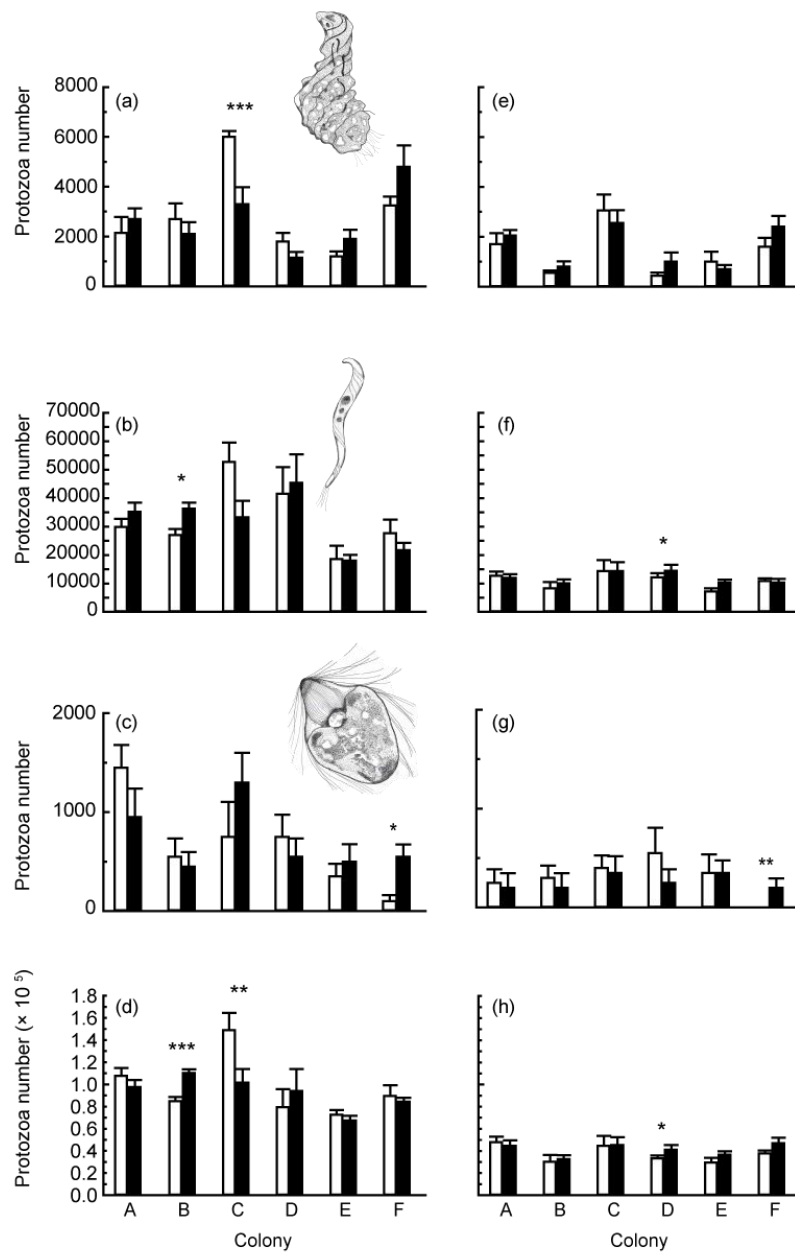 (a)
(e)
***
Protozoa number
8000
6000
4000
2000
0
(b)
(f)
*
*
Protozoa number
70000
60000
50000
40000
30000
20000
10000
0
(c)
(g)
*
**
Protozoa number
2000
1000
0
(d)
(h)
***
**
*
Protozoa number (× 10 5)
1.8
1.6
1.4
1.2
1.0
0.8
0.6
0.4
0.2
0.0
A B C D E F
A B C D E F
Colony
Colony